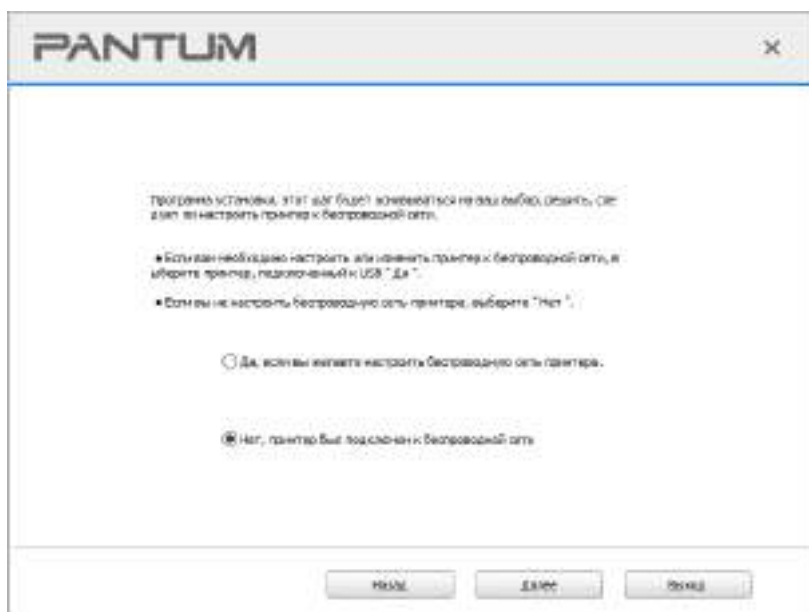 PANTUM
Программа установки, этот шаг будет основываться на ваш выбор, решить, сле
дует ли настроить принтер к беспроводной сети.
• Если вам необходимо настроить или изменить принтер к беспроводной сети, в
ыберите принтер, подключенный к USB " Да ".
• Если вы не настроить беспроводную сеть принтера, выберите " Нет ".
Да, если вы желаете настроить беспроводную сеть принтера.
Нет, принтер был подключен к беспроводной сети
Назад Далее Выход